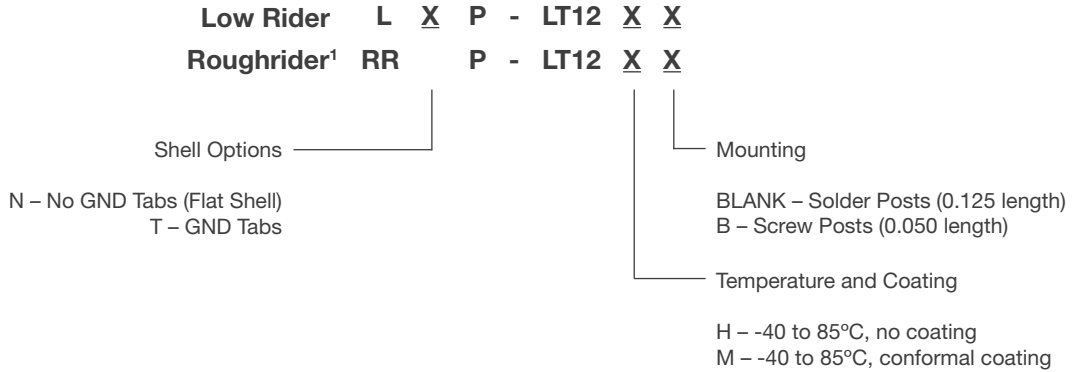 Low Rider L X P - LT12 X X
Roughrider¹ RR P - LT12 X X
Shell Options
N – No GND Tabs (Flat Shell)
T – GND Tabs
Mounting
BLANK – Solder Posts (0.125 length)
B – Screw Posts (0.050 length)
Temperature and Coating
H – -40 to 85ºC, no coating
M – -40 to 85ºC, conformal coating